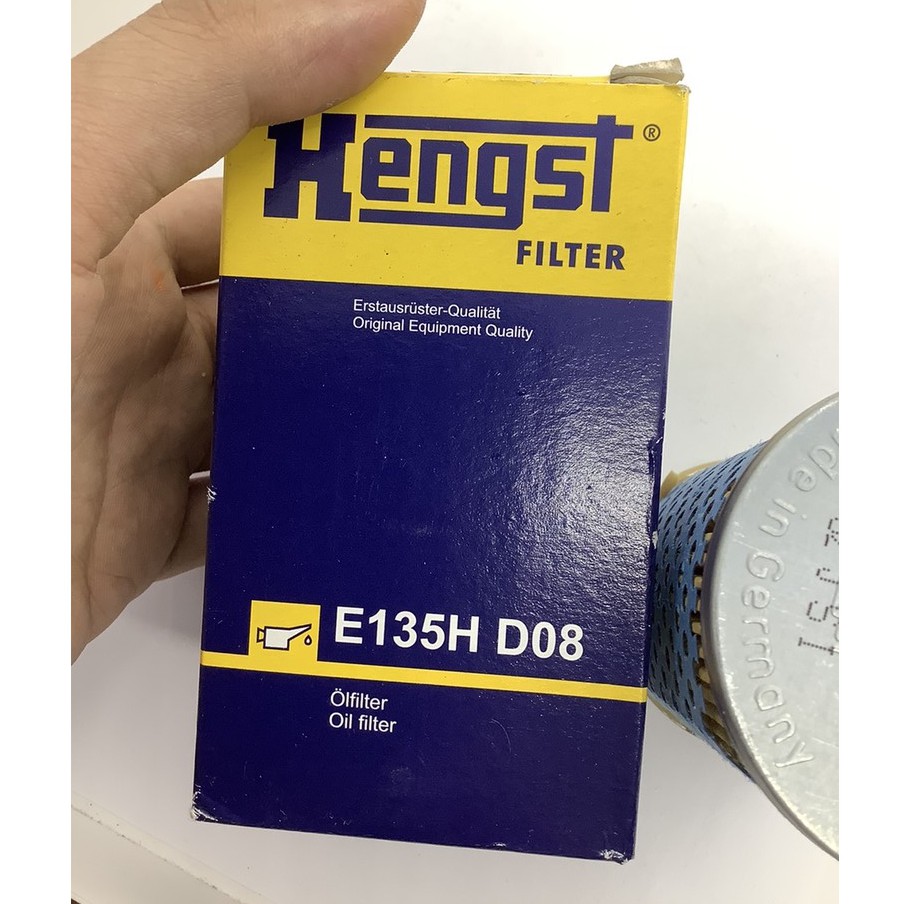 Hengst®
FILTER
Erstausrüster-Qualität
Original Equipment Quality
E135H D08
Ölfilter
Oil filter
Made in Germany